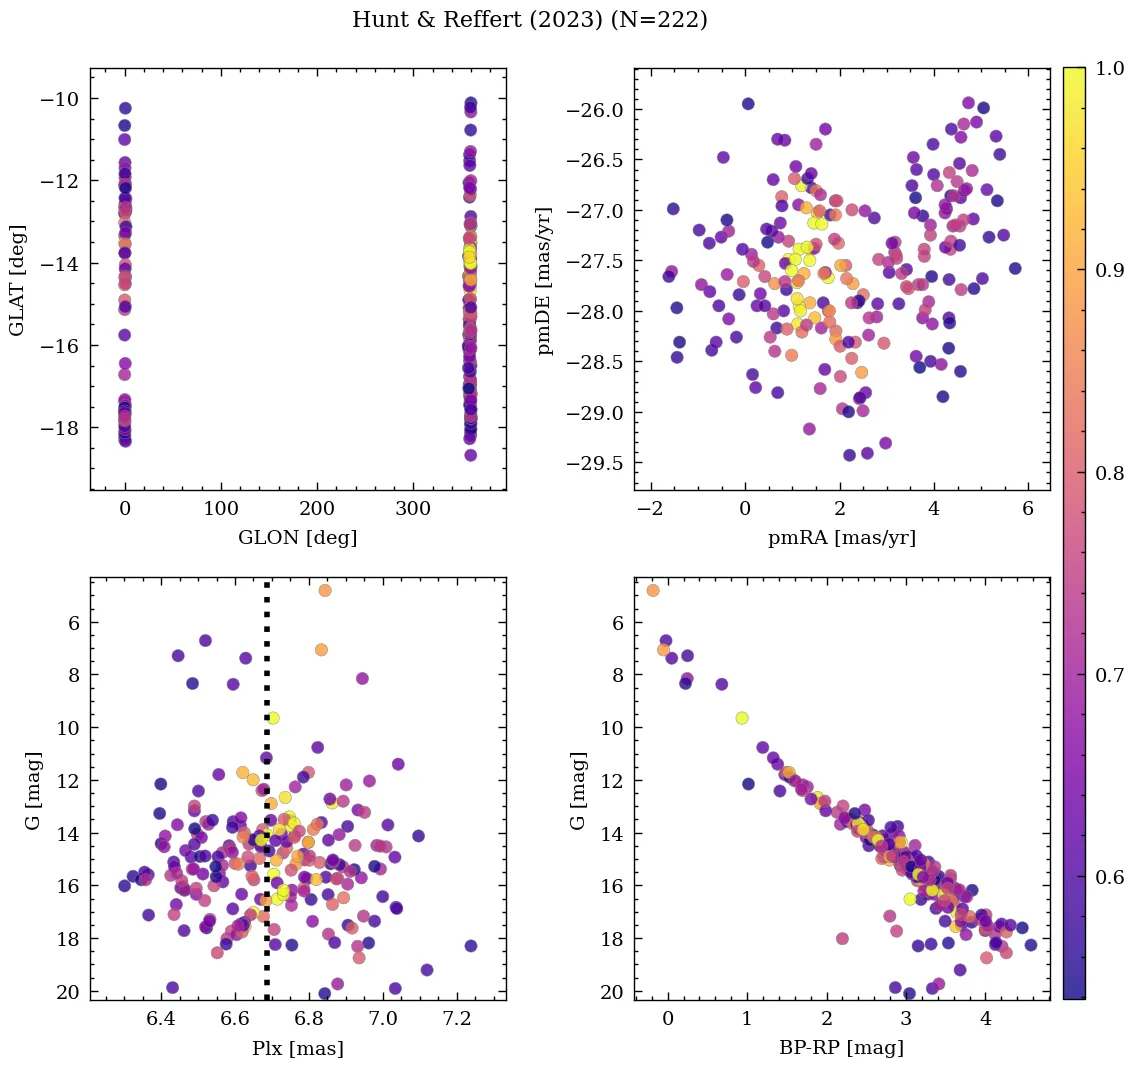 Hunt & Reffert (2023) (N=222)
−10
−12
−14
−16
−18
GLAT [deg]
0 100 200 300
GLON [deg]
−26.0
−26.5
−27.0
−27.5
−28.0
−28.5
−29.0
−29.5
pmDE [mas/yr]
−2 0 2 4 6
pmRA [mas/yr]
1.0
0.9
0.8
0.7
0.6
6
8
10
12
14
16
18
20
G [mag]
6.4 6.6 6.8 7.0 7.2
Plx [mas]
6
8
10
12
14
16
18
20
G [mag]
0 1 2 3 4
BP-RP [mag]